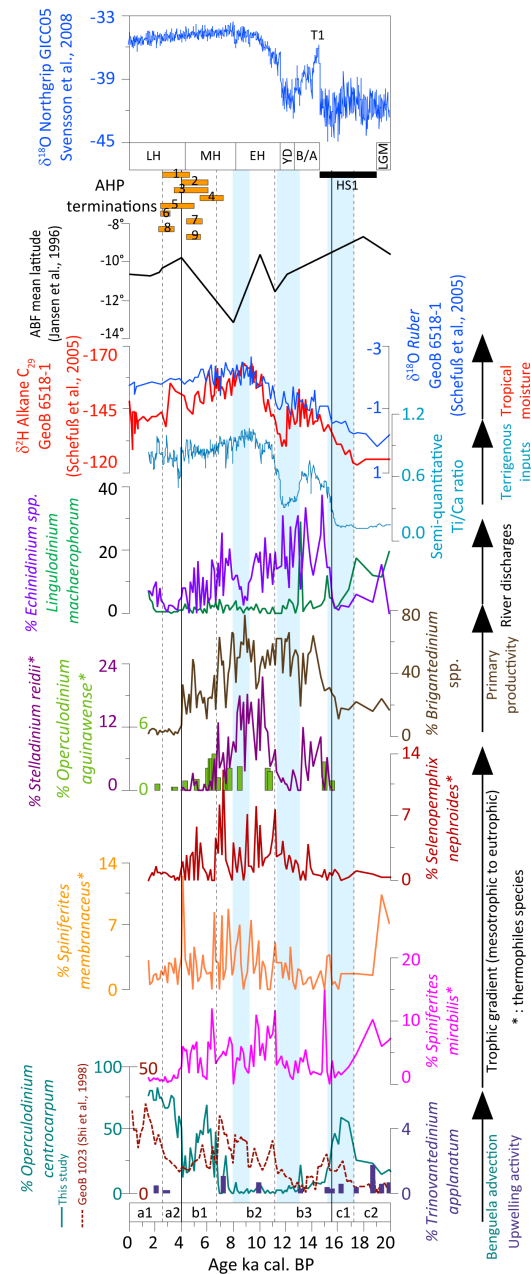 -33
-39
-45
δ¹⁸O Northgrip GICC05
Svensson et al., 2008
T1
LH
MH
EH
YD
B/A
LGM
HS1
AHP
terminations
1
2
3
4
5
6
7
8
9
-8°
-10°
-12°
-14°
ABF mean latitude
(Jansen et al., 1996)
-170
-145
-120
δ²H Alkane C29
GeoB 6518-1
(Schefuß et al., 2005)
-3
-1
1
δ¹⁸O Ruber
GeoB 6518-1
(Schefuß et al., 2005)
Tropical
moisture
1.2
0.6
0.0
Semi-quantitative
Ti/Ca ratio
Terrigenous
inputs
40
20
0
% Echinidinium spp.
Lingulodinium
machaerophorum
River discharges
80
40
0
% Brigantedinium
spp.
Primary
productivity
24
12
0
% Stelladinium reidii*
6
0
% Operculodinium
aguinawense*
14
7
0
% Selenopemphix
nephroides*
14
7
0
% Spiniferites
membranaceus*
20
10
0
% Spiniferites
mirabilis*
Trophic gradient (mesotrophic to eutrophic)
* : thermophiles species
100
50
0
50
0
% Operculodinium
centrocarpum
This study
GeoB 1023 (Shi et al., 1998)
4
0
% Trinovantedinium
applanatum
Benguela advection
Upwelling activity
a1
a2
b1
b2
b3
c1
c2
0 2 4 6 8 10 12 14 16 18 20
Age ka cal. BP